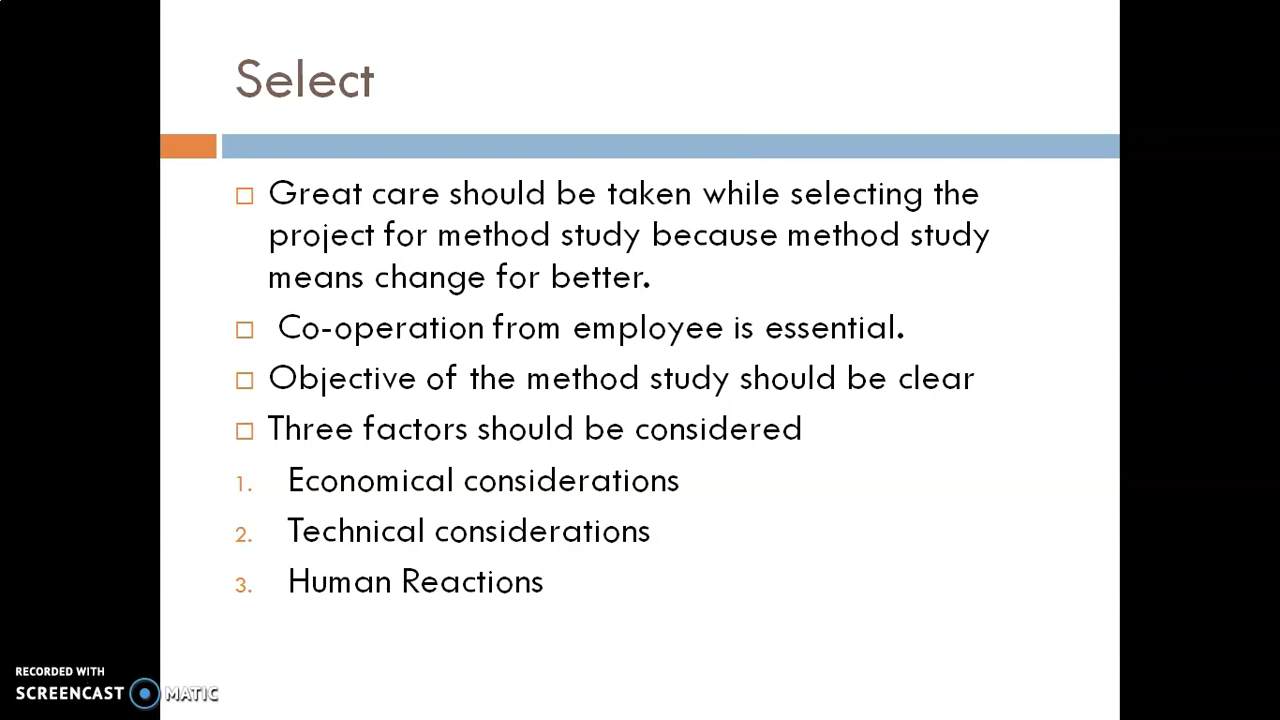 Select
Great care should be taken while selecting the
project for method study because method study
means change for better.
Co-operation from employee is essential.
Objective of the method study should be clear
Three factors should be considered
1. Economical considerations
2. Technical considerations
3. Human Reactions
RECORDED WITH
SCREENCAST MATIC